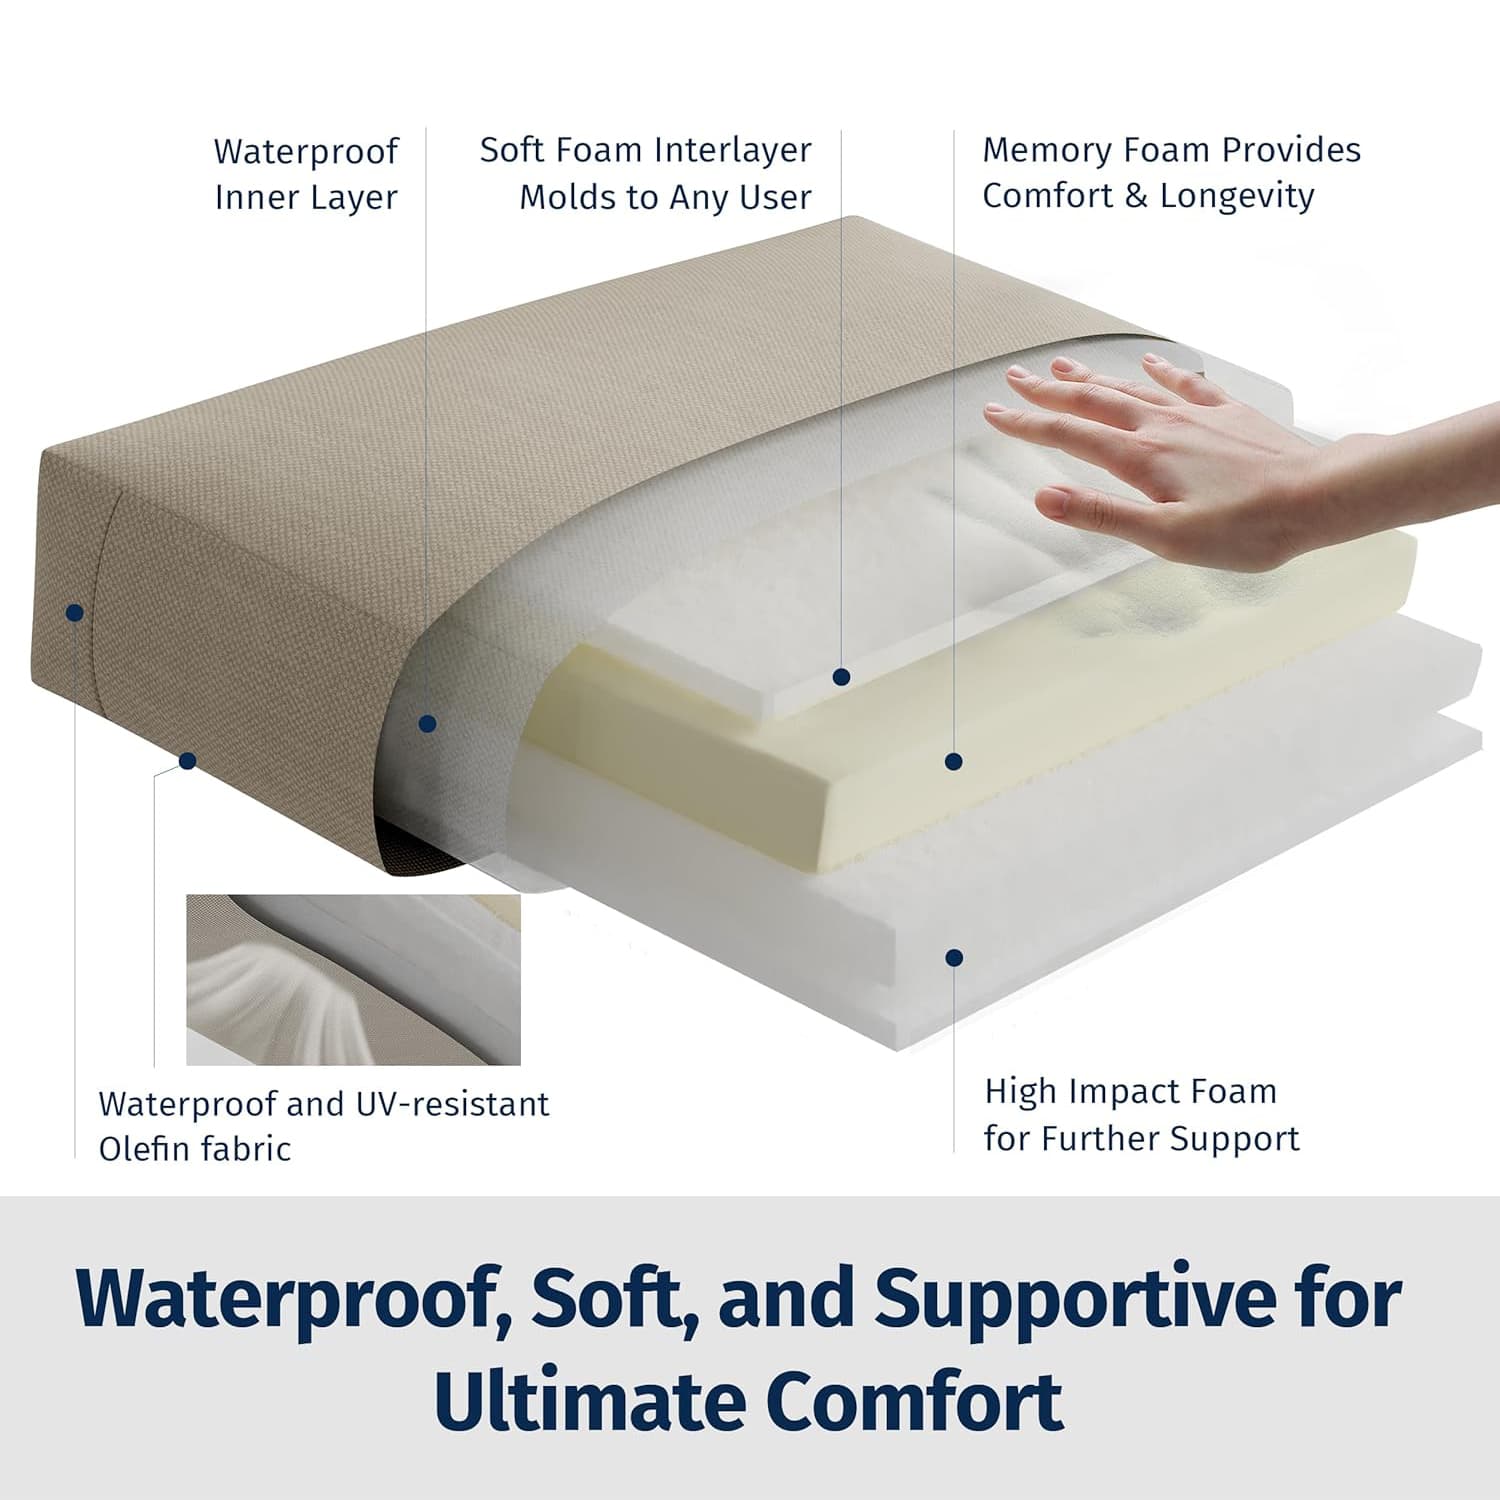 Waterproof
Inner Layer
Soft Foam Interlayer
Molds to Any User
Memory Foam Provides
Comfort & Longevity
Waterproof and UV-resistant
Olefin fabric
High Impact Foam
for Further Support
Waterproof, Soft, and Supportive for
Ultimate Comfort